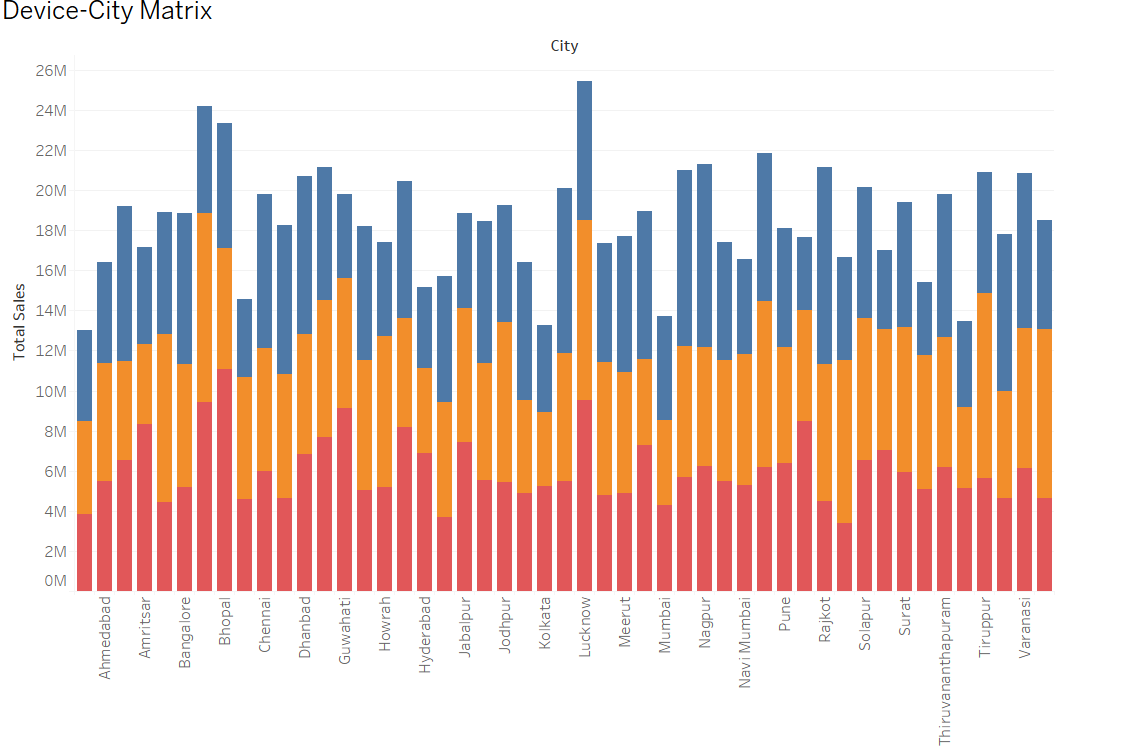 Device-City Matrix
City
Total Sales
26M
24M
22M
20M
18M
16M
14M
12M
10M
8M
6M
4M
2M
0M
Ahmedabad
Amritsar
Bangalore
Bhopal
Chennai
Dhanbad
Guwahati
Howrah
Hyderabad
Jabalpur
Jodhpur
Kolkata
Lucknow
Meerut
Mumbai
Nagpur
Navi Mumbai
Pune
Rajkot
Solapur
Surat
Thiruvananthapuram
Tiruppur
Varanasi